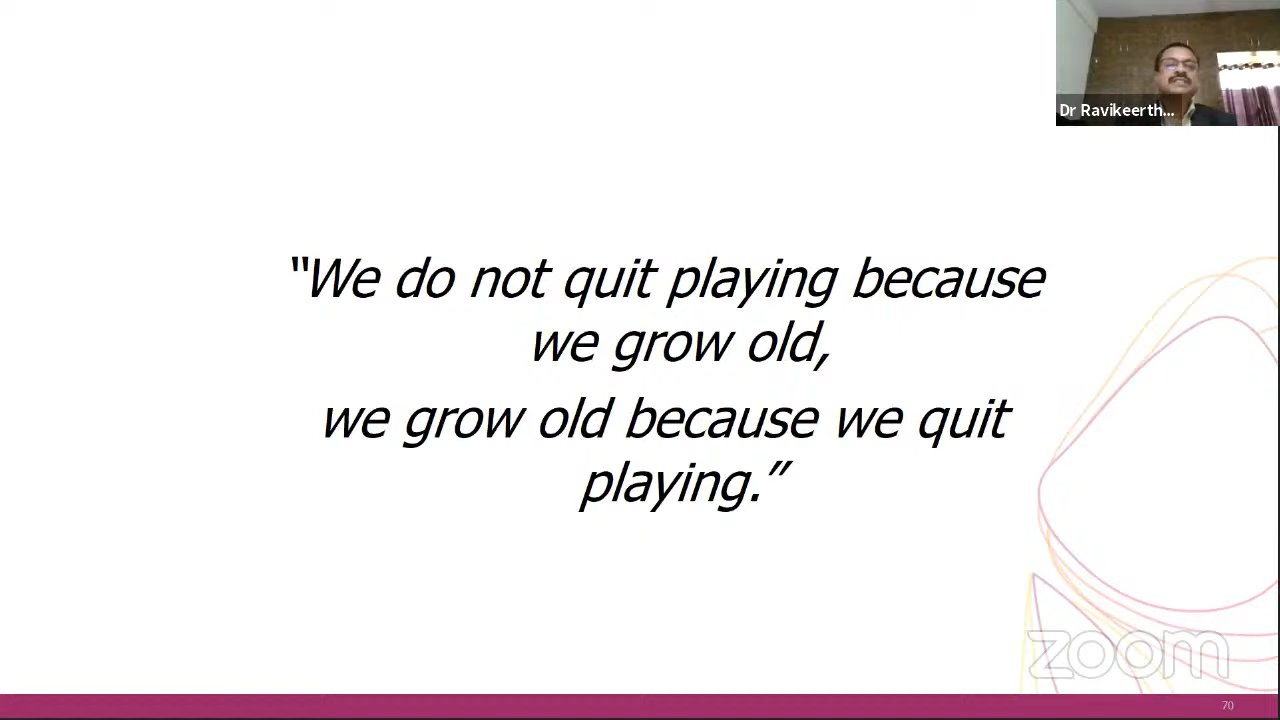 Dr Ravikeerth...
“We do not quit playing because
we grow old,
we grow old because we quit
playing.”
zoom
70